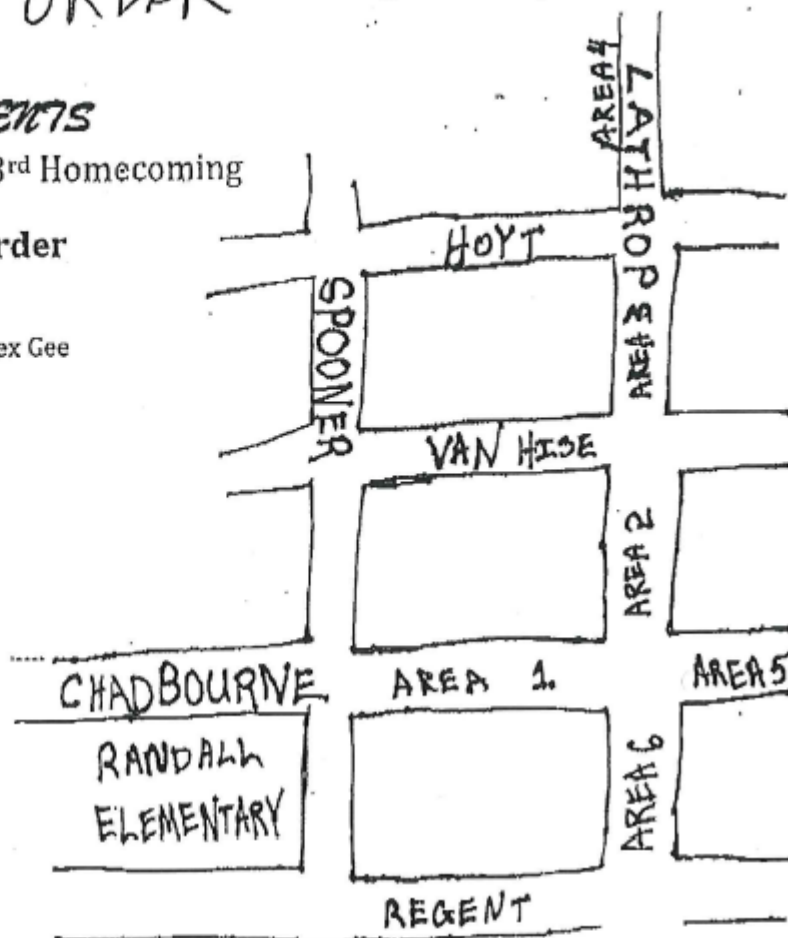 ORDER
ENTS
3rd Homecoming
rder
ex Gee
AREA 4
LATHROP
HOYT
SPOONER
AREA 3
VAN HISE
AREA 2
CHADBOURNE
AREA 1.
AREA 5
RANDALL
ELEMENTARY
AREA 6
REGENT